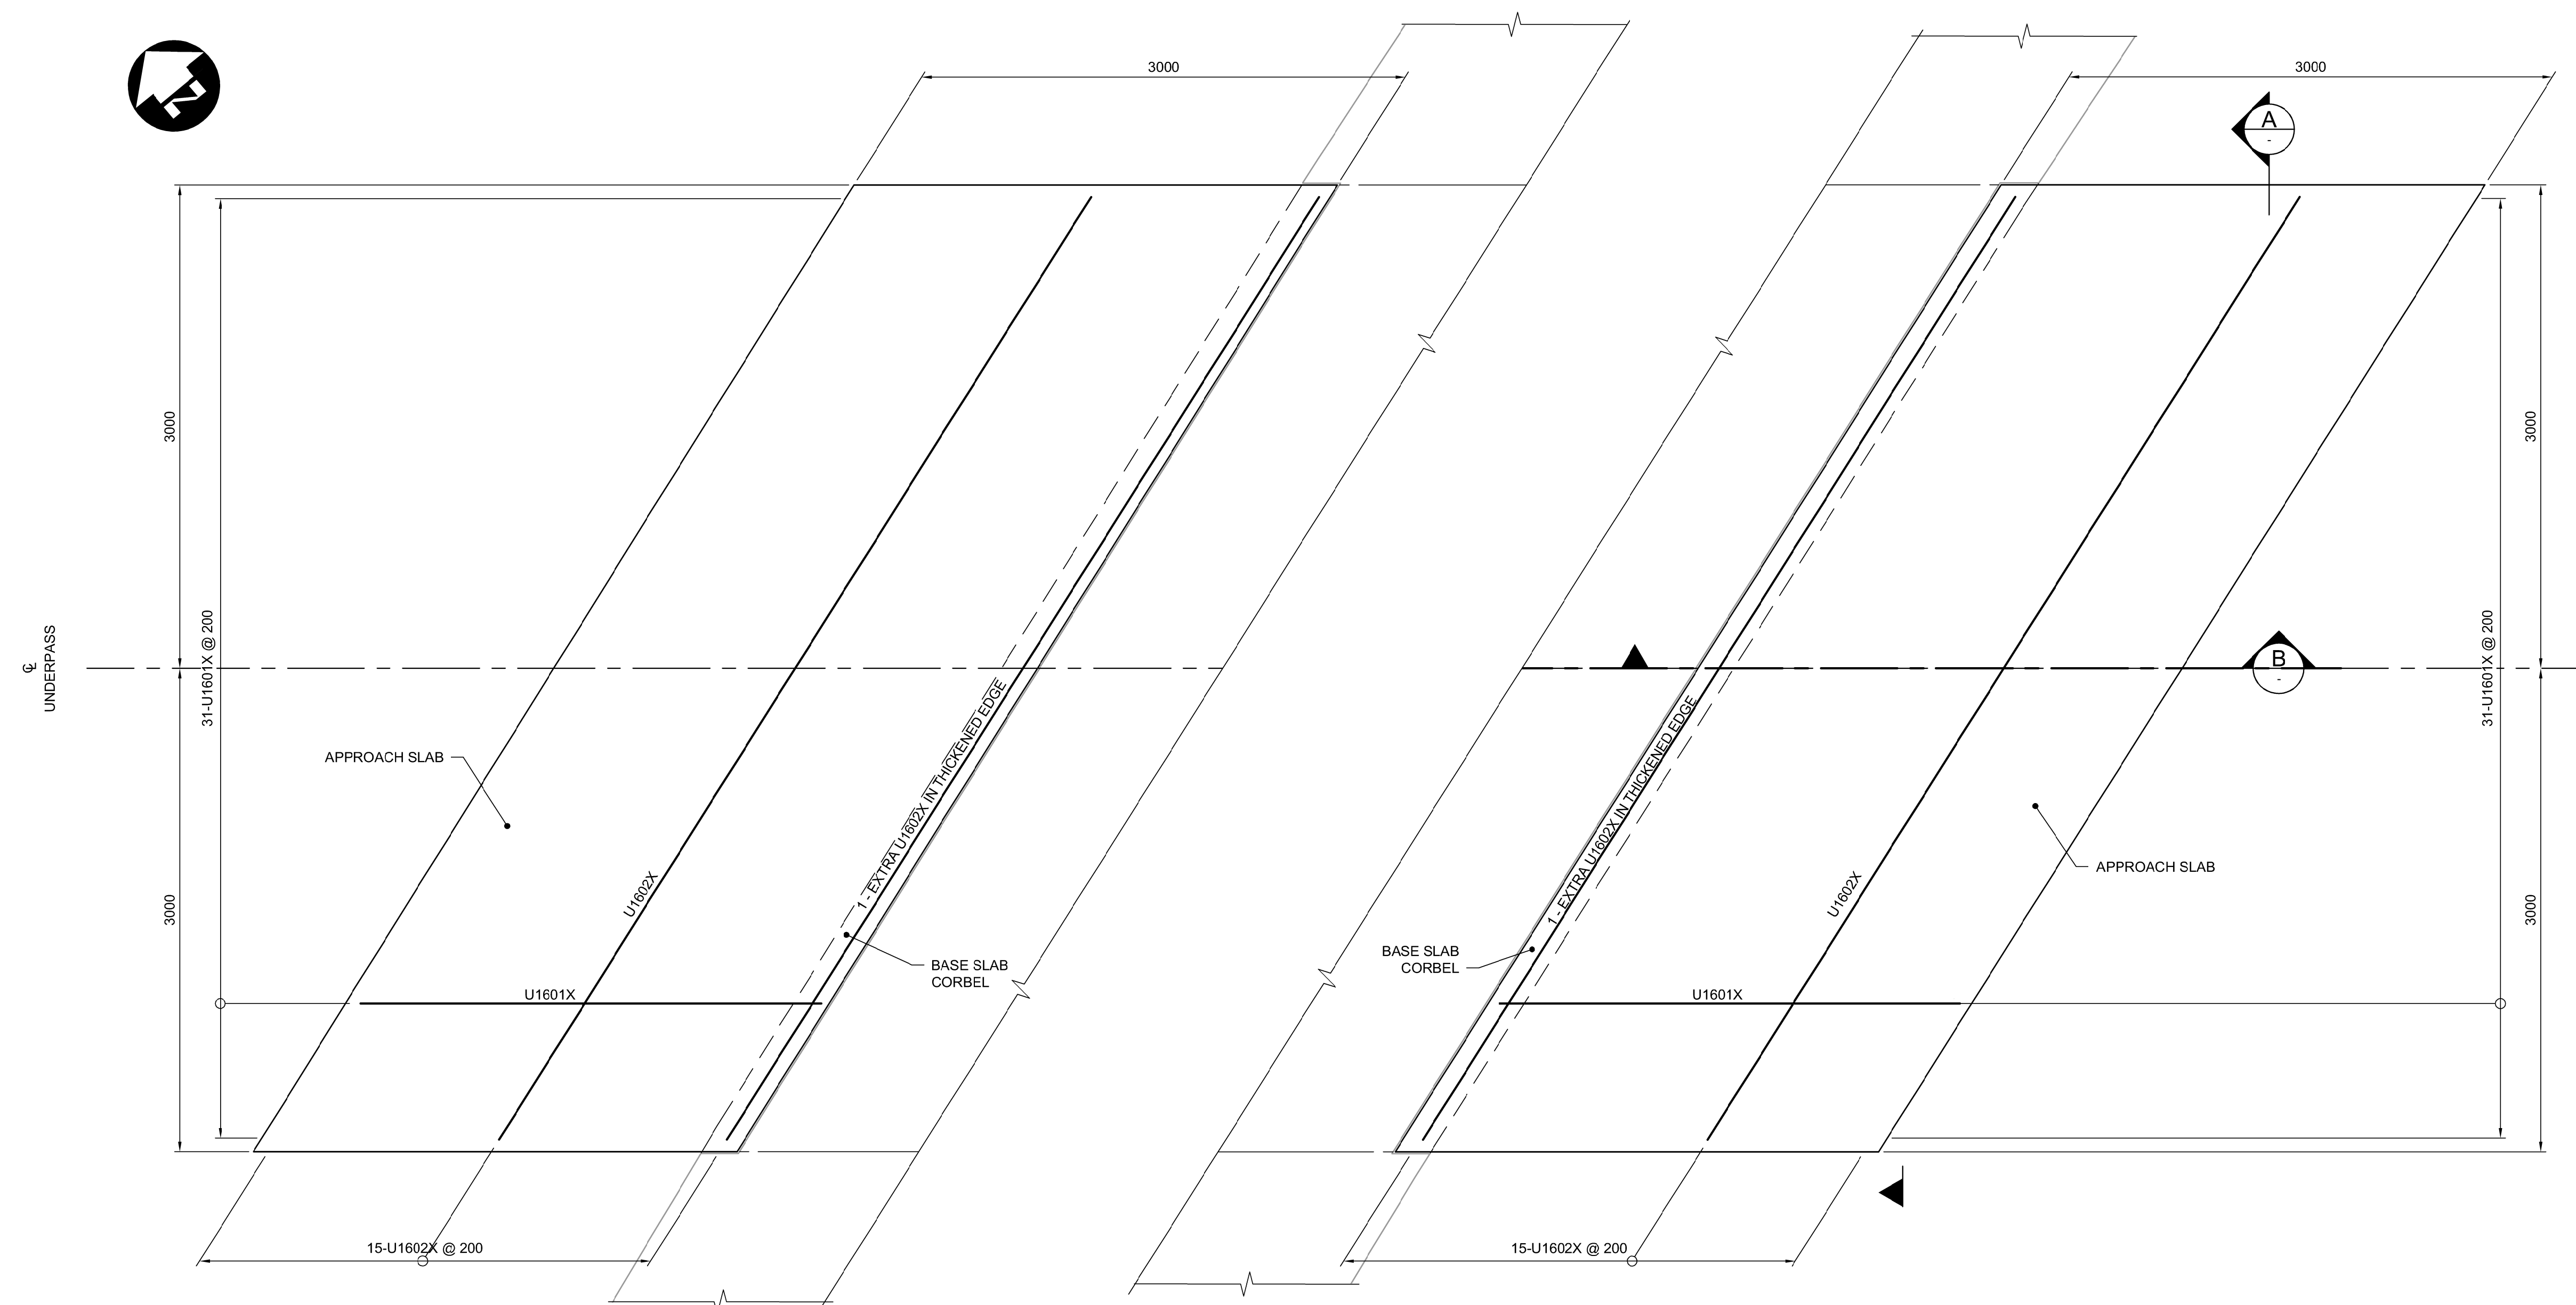 N
3000
3000
A
-
3000
31-U1601X @ 200
3000
℄
UNDERPASS
APPROACH SLAB
U1602X
1 - EXTRA U1602X IN THICKENED EDGE
BASE SLAB
CORBEL
U1601X
3000
15-U1602X @ 200
3000
31-U1601X @ 200
B
-
1 - EXTRA U1602X IN THICKENED EDGE
APPROACH SLAB
U1602X
BASE SLAB
CORBEL
U1601X
3000
15-U1602X @ 200